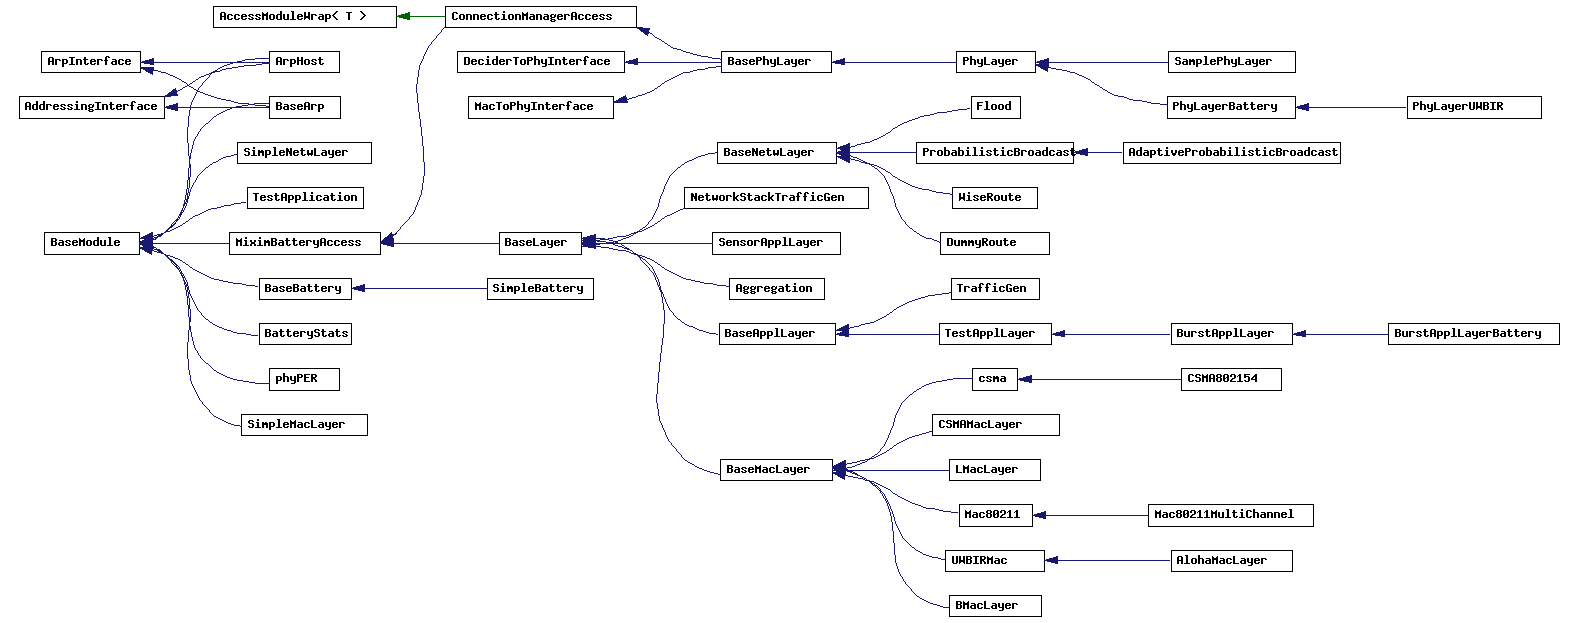 AccessModuleWrap< T >
ConnectionManagerAccess
ArpInterface
ArpHost
DeciderToPhyInterface
BasePhyLayer
PhyLayer
SamplePhyLayer
AddressingInterface
BaseArp
MacToPhyInterface
Flood
PhyLayerBattery
PhyLayerUWBIR
SimpleNetwLayer
BaseNetwLayer
ProbabilisticBroadcast
AdaptiveProbabilisticBroadcast
TestApplication
NetworkStackTrafficGen
WiseRoute
BaseModule
MiximBatteryAccess
BaseLayer
SensorApplLayer
DummyRoute
BaseBattery
SimpleBattery
Aggregation
TrafficGen
BatteryStats
BaseApplLayer
TestApplLayer
BurstApplLayer
BurstApplLayerBattery
phyPER
csma
CSMA802154
SimpleMacLayer
CSMAMacLayer
BaseMacLayer
LMacLayer
Mac80211
Mac80211MultiChannel
UWBIRMac
AlohaMacLayer
BMacLayer